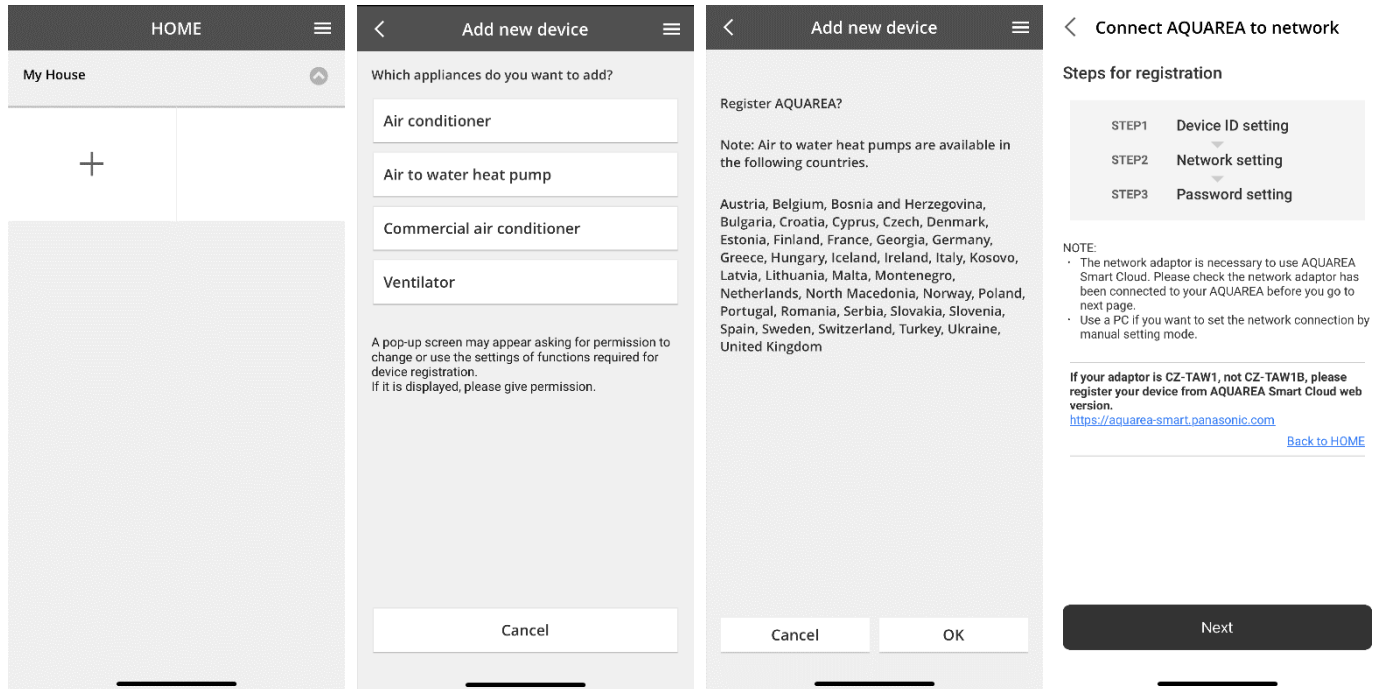 HOME
My House
Add new device
Which appliances do you want to add?
Air conditioner
Air to water heat pump
Commercial air conditioner
Ventilator
A pop-up screen may appear asking for permission to
change or use the settings of functions required for
device registration.
If it is displayed, please give permission.
Cancel
Add new device
Register AQUAREA?
Note: Air to water heat pumps are available in
the following countries.
Austria, Belgium, Bosnia and Herzegovina,
Bulgaria, Croatia, Cyprus, Czech, Denmark,
Estonia, Finland, France, Georgia, Germany,
Greece, Hungary, Iceland, Ireland, Italy, Kosovo,
Latvia, Lithuania, Malta, Montenegro,
Netherlands, North Macedonia, Norway, Poland,
Portugal, Romania, Serbia, Slovakia, Slovenia,
Spain, Sweden, Switzerland, Turkey, Ukraine,
United Kingdom
Cancel
OK
Connect AQUAREA to network
Steps for registration
STEP1 Device ID setting
STEP2 Network setting
STEP3 Password setting
NOTE:
· The network adaptor is necessary to use AQUAREA
Smart Cloud. Please check the network adaptor has
been connected to your AQUAREA before you go to
next page.
· Use a PC if you want to set the network connection by
manual setting mode.
If your adaptor is CZ-TAW1, not CZ-TAW1B, please
register your device from AQUAREA Smart Cloud web
version.
https://aquarea-smart.panasonic.com
Back to HOME
Next